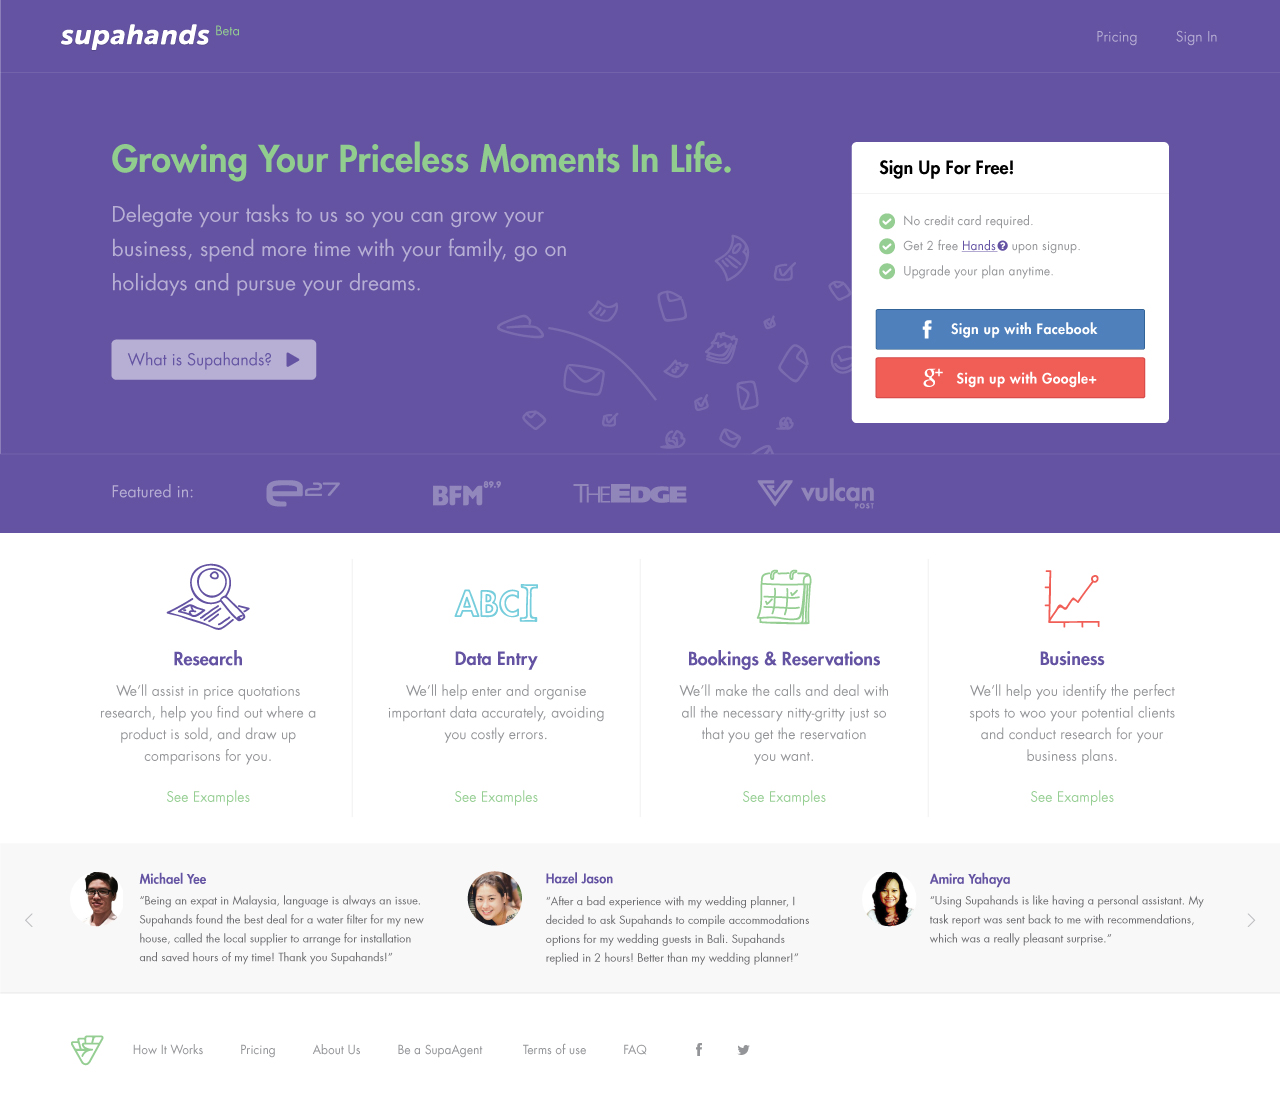 supahands Beta
Pricing
Sign In
Growing Your Priceless Moments In Life.
Delegate your tasks to us so you can grow your
business, spend more time with your family, go on
holidays and pursue your dreams.
What is Supahands?
Sign Up For Free!
No credit card required.
Get 2 free Hands? upon signup.
Upgrade your plan anytime.
f Sign up with Facebook
g+ Sign up with Google+
Featured in:
e27
BFM 89.9
THE EDGE
vulcan
POST
ABC
Research
We’ll assist in price quotations
research, help you find out where a
product is sold, and draw up
comparisons for you.
See Examples
Data Entry
We’ll help enter and organise
important data accurately, avoiding
you costly errors.
See Examples
Bookings & Reservations
We’ll make the calls and deal with
all the necessary nitty-gritty just so
that you get the reservation
you want.
See Examples
Business
We’ll help you identify the perfect
spots to woo your potential clients
and conduct research for your
business plans.
See Examples
Michael Yee
“Being an expat in Malaysia, language is always an issue.
Supahands found the best deal for a water filter for my new
house, called the local supplier to arrange for installation
and saved hours of my time! Thank you Supahands!”
Hazel Jason
“After a bad experience with my wedding planner, I
decided to ask Supahands to compile accommodations
options for my wedding guests in Bali. Supahands
replied in 2 hours! Better than my wedding planner!”
Amira Yahaya
“Using Supahands is like having a personal assistant. My
task report was sent back to me with recommendations,
which was a really pleasant surprise.”
How It Works
Pricing
About Us
Be a SupaAgent
Terms of use
FAQ
f